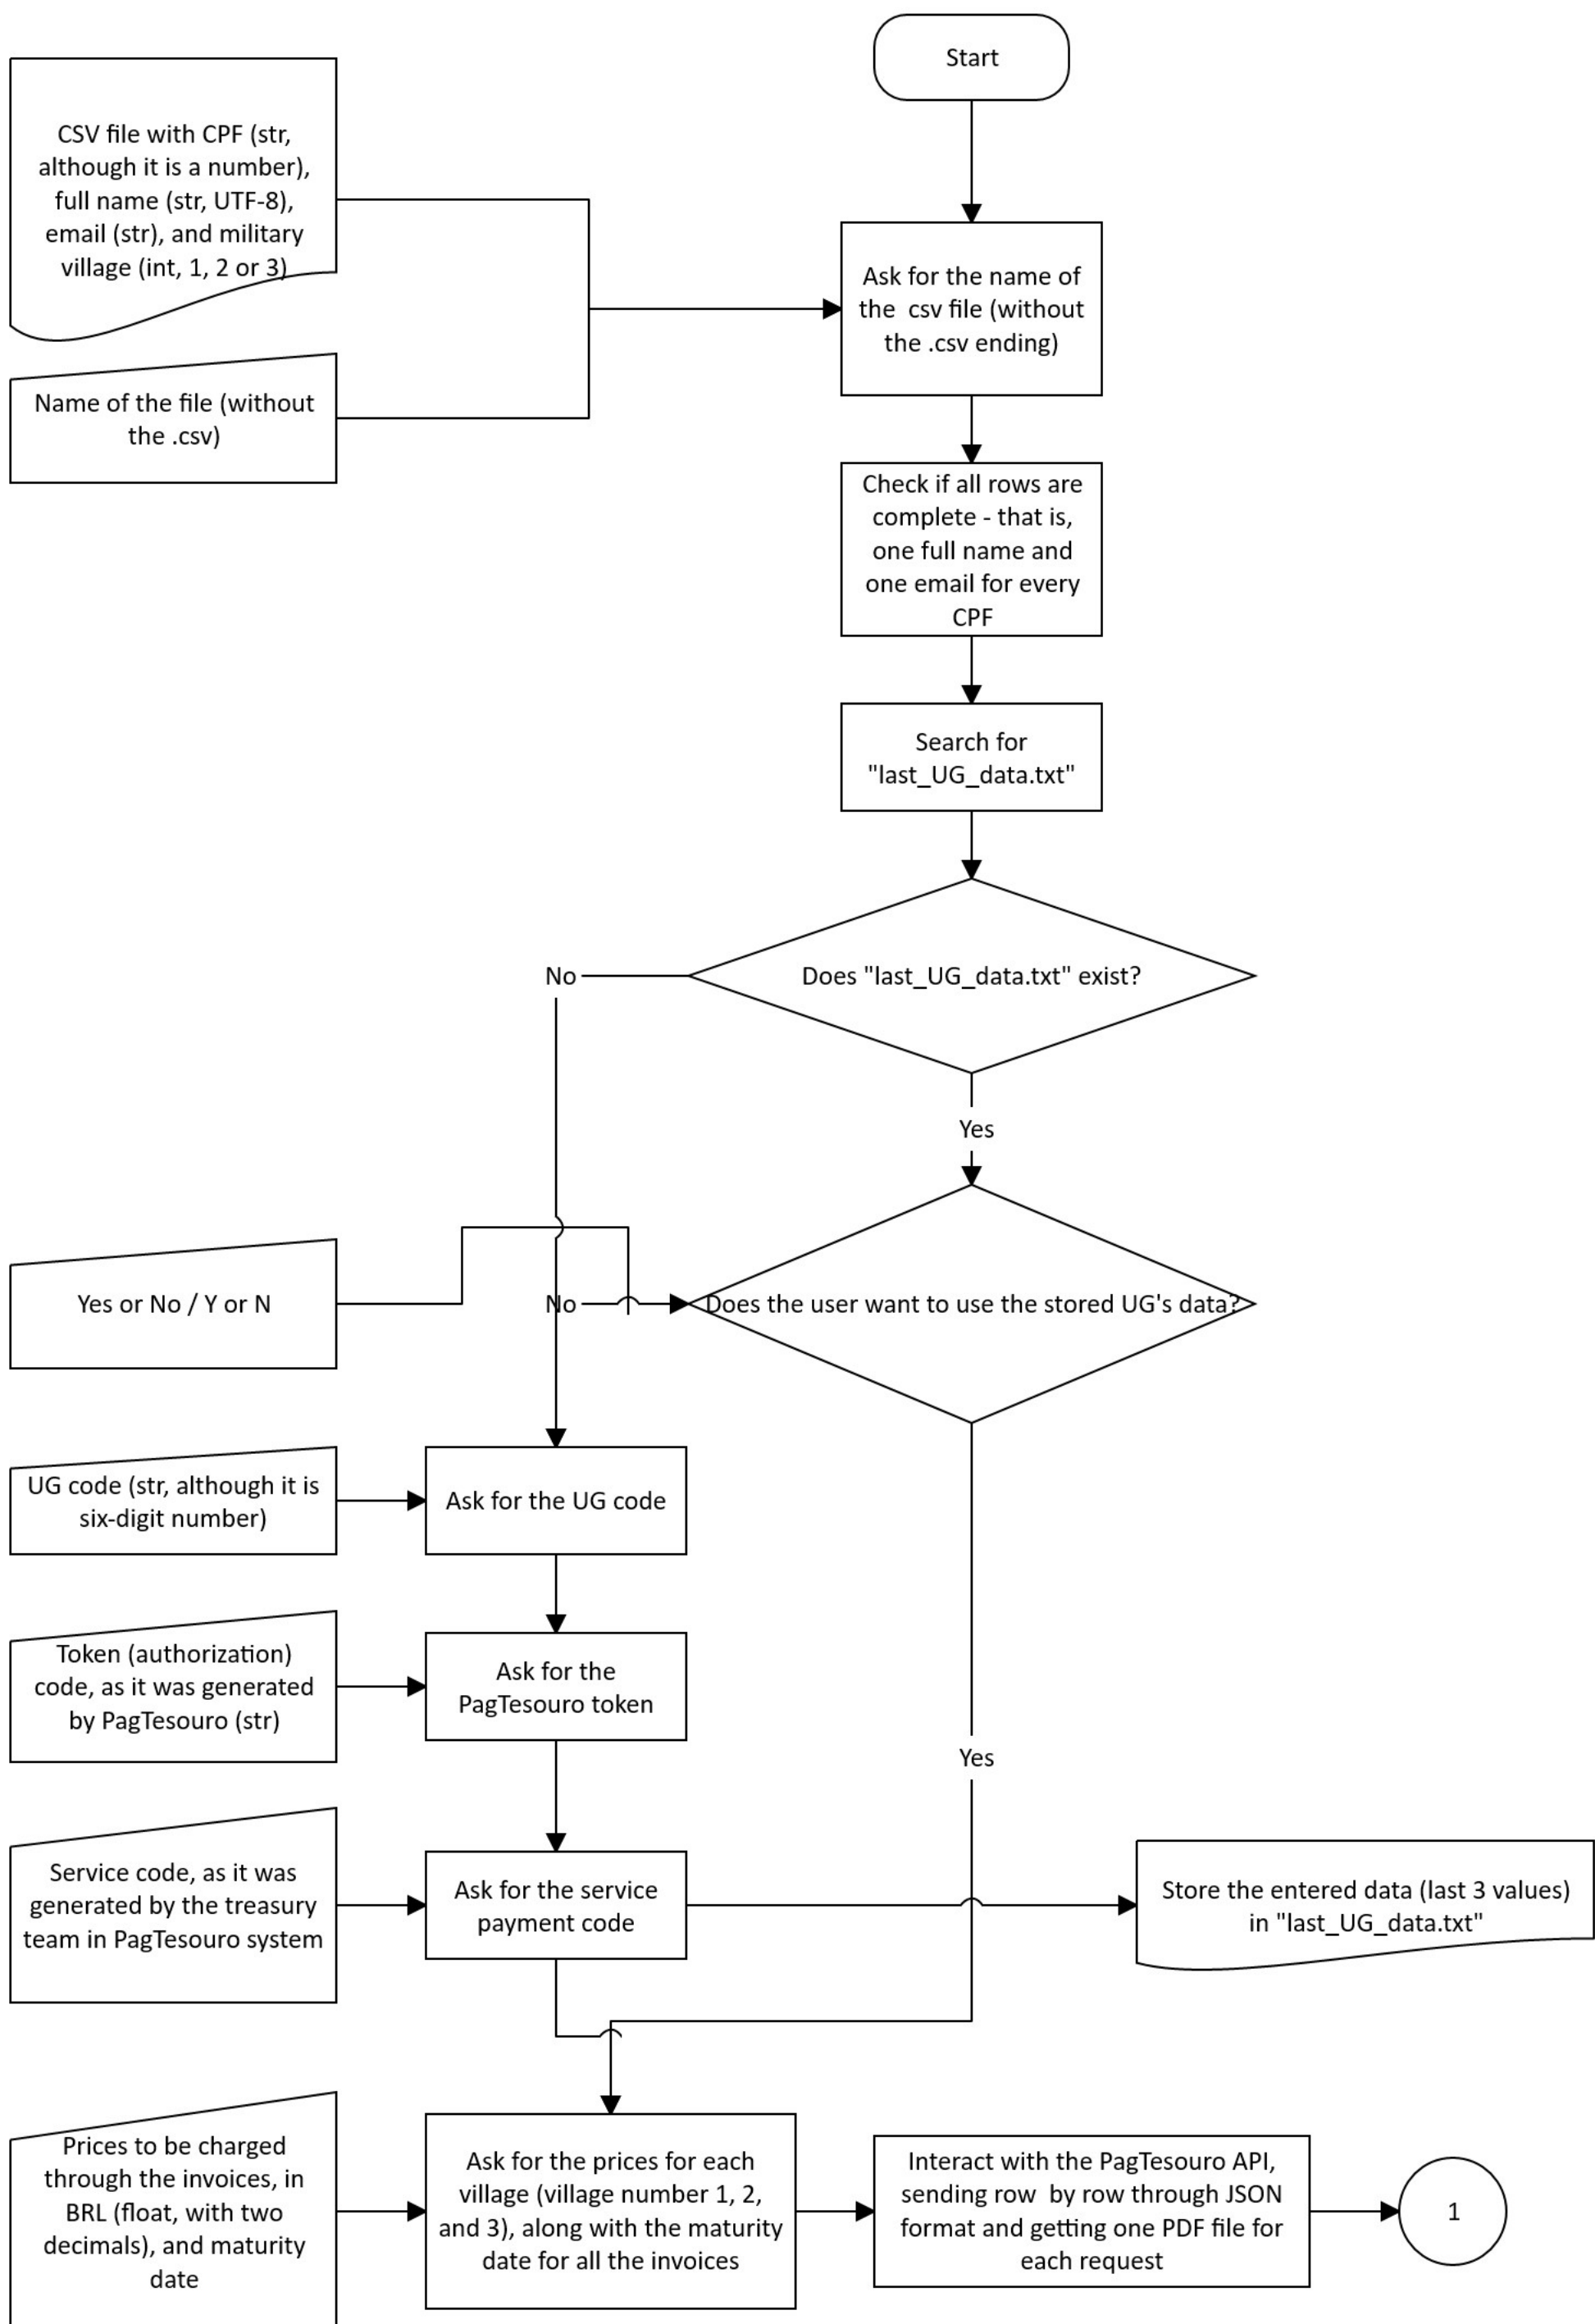 Start
CSV file with CPF (str,
although it is a number),
full name (str, UTF-8),
email (str), and military
village (int, 1, 2 or 3)
Name of the file (without
the .csv)
Ask for the name of
the csv file (without
the .csv ending)
Check if all rows are
complete - that is,
one full name and
one email for every
CPF
Search for
"last_UG_data.txt"
Does "last_UG_data.txt" exist?
No
Yes
Yes or No / Y or N
No
Does the user want to use the stored UG's data?
UG code (str, although it is
six-digit number)
Ask for the UG code
Token (authorization)
code, as it was generated
by PagTesouro (str)
Ask for the
PagTesouro token
Yes
Service code, as it was
generated by the treasury
team in PagTesouro system
Ask for the service
payment code
Store the entered data (last 3 values)
in "last_UG_data.txt"
Prices to be charged
through the invoices, in
BRL (float, with two
decimals), and maturity
date
Ask for the prices for each
village (village number 1, 2,
and 3), along with the maturity
date for all the invoices
Interact with the PagTesouro API,
sending row by row through JSON
format and getting one PDF file for
each request
1